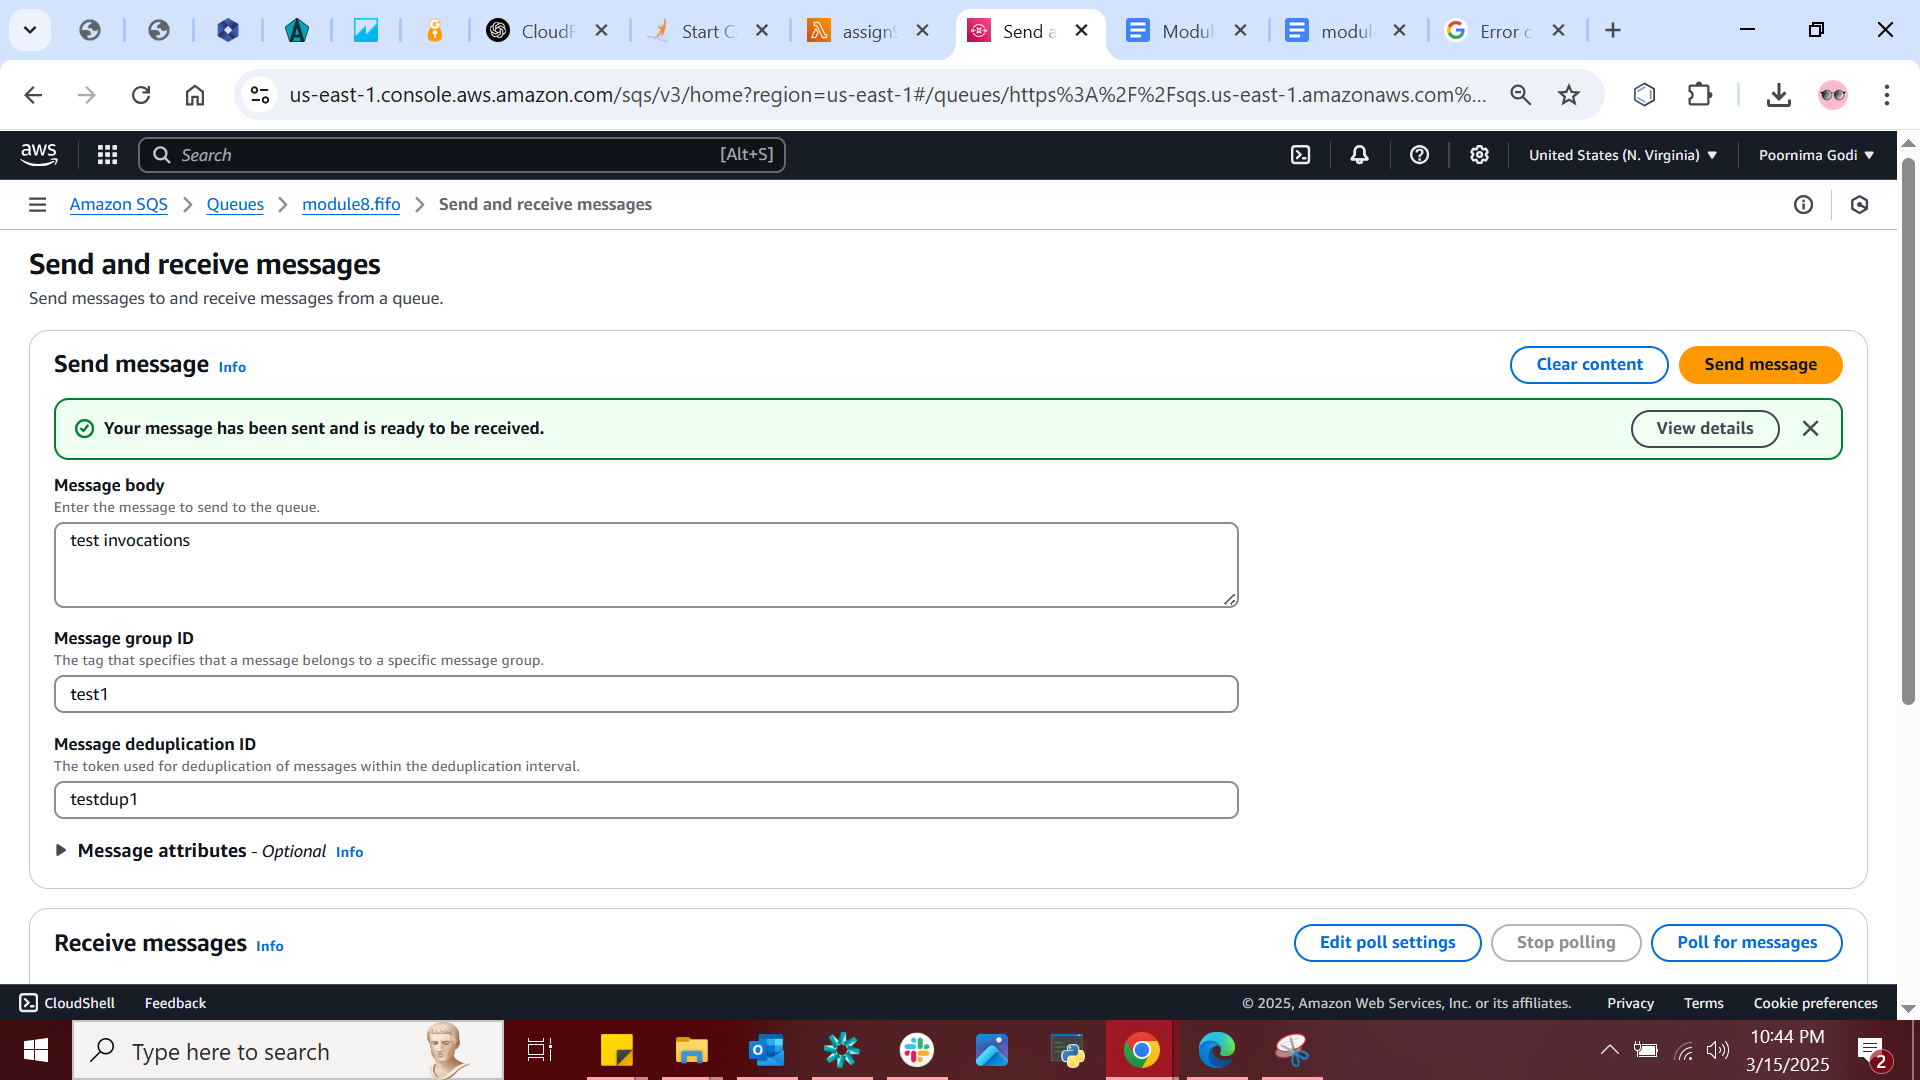 CloudF
Start C
assignS
Send a
Modul
modul
Error c
us-east-1.console.aws.amazon.com/sqs/v3/home?region=us-east-1#/queues/https%3A%2F%2Fsqs.us-east-1.amazonaws.com%...
aws
Search
[Alt+S]
United States (N. Virginia)
Poornima Godi
Amazon SQS
Queues
module8.fifo
Send and receive messages
Send and receive messages
Send messages to and receive messages from a queue.
Send message Info
Clear content
Send message
Your message has been sent and is ready to be received.
View details
Message body
Enter the message to send to the queue.
test invocations
Message group ID
The tag that specifies that a message belongs to a specific message group.
test1
Message deduplication ID
The token used for deduplication of messages within the deduplication interval.
testdup1
Message attributes - Optional Info
Receive messages Info
Edit poll settings
Stop polling
Poll for messages
CloudShell
Feedback
© 2025, Amazon Web Services, Inc. or its affiliates.
Privacy
Terms
Cookie preferences
Type here to search
10:44 PM
3/15/2025
2